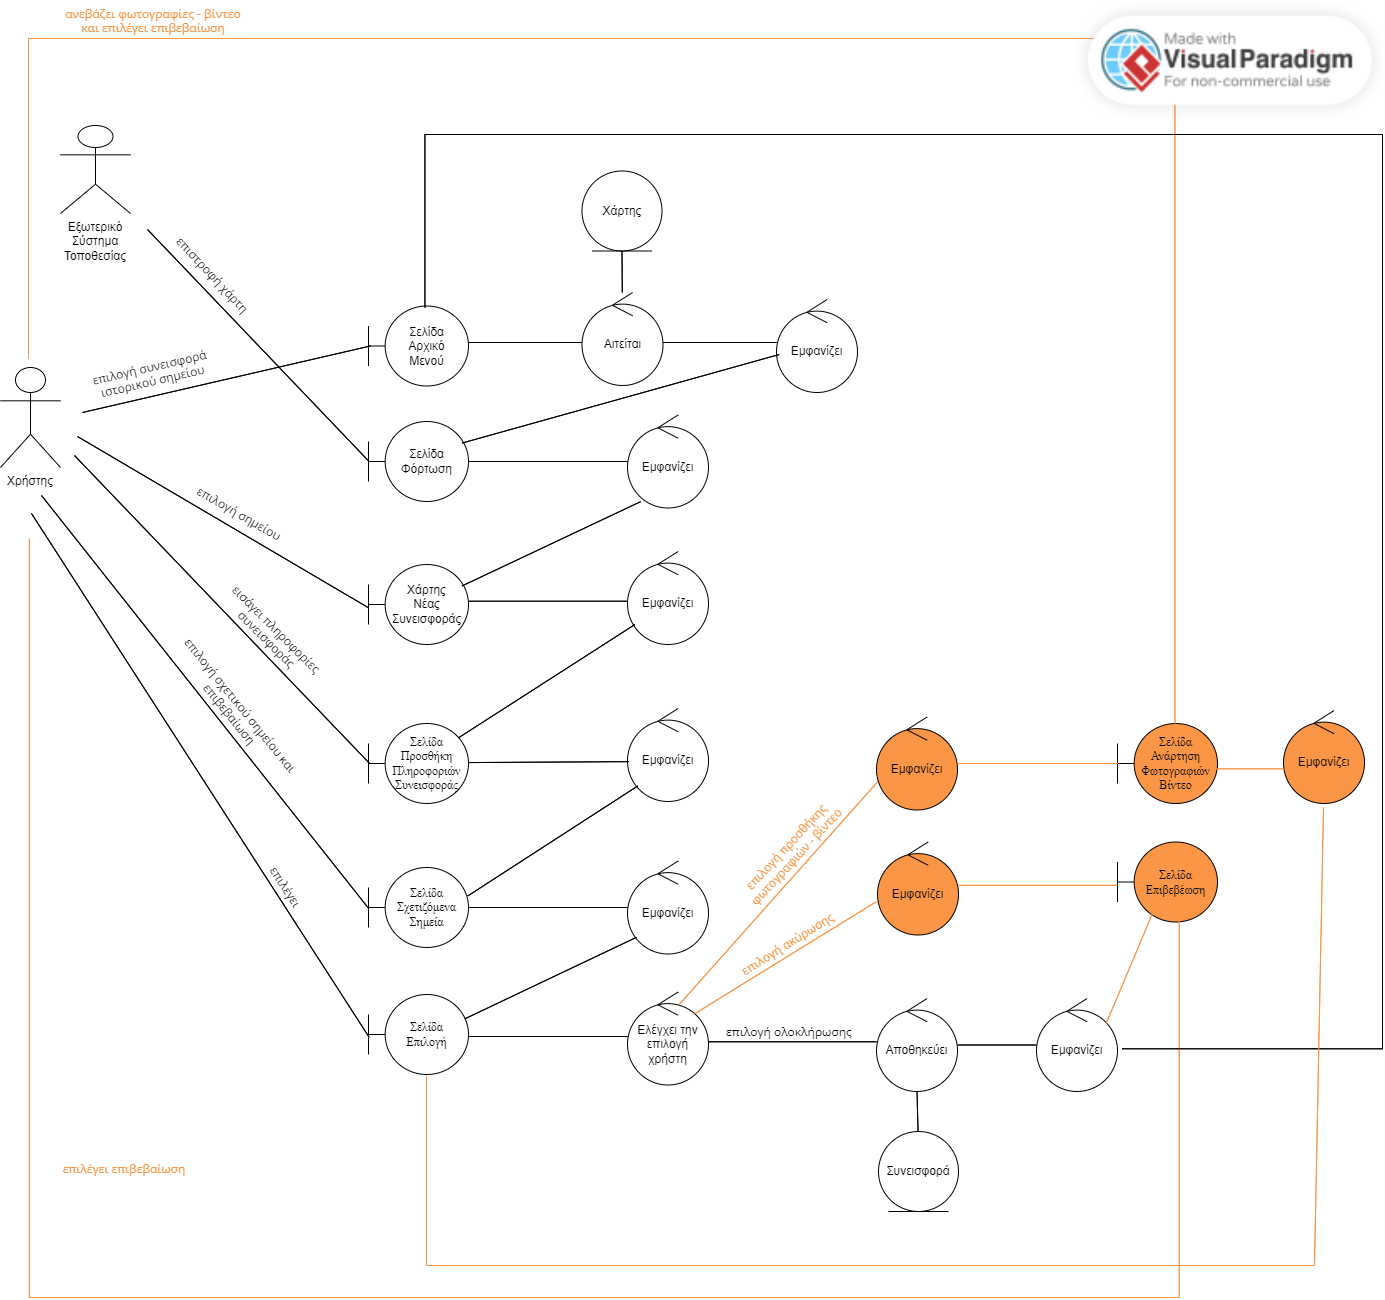 ανεβάζει φωτογραφίες - βίντεο
και επιλέγει επιβεβαίωση
Made with
Visual Paradigm
For non-commercial use
Εξωτερικό
Σύστημα
Τοποθεσίας
Χάρτης
επιστροφή χάρτη
Σελίδα
Αρχικό
Μενού
Αιτείται
Εμφανίζει
επιλογή συνεισφορά
ιστορικού σημείου
Σελίδα
Φόρτωση
Εμφανίζει
Χρήστης
επιλογή σημείου
Χάρτης
Νέας
Συνεισφοράς
Εμφανίζει
εισάγει πληροφορίες
συνεισφοράς
επιλογή σχετικού σημείου και
επιβεβαίωση
Σελίδα
Προσθήκη
Πληροφοριών
Συνεισφοράς
Εμφανίζει
Εμφανίζει
Σελίδα
Ανάρτηση
Φωτογραφιών
Βίντεο
Εμφανίζει
επιλογή προσθήκης
φωτογραφιών - βίντεο
επιλέγει
Σελίδα
Σχετιζόμενα
Σημεία
Εμφανίζει
Εμφανίζει
Σελίδα
Επιβεβέωση
επιλογή ακύρωσης
Σελίδα
Επιλογή
Ελέγχει την
επιλογή
χρήστη
επιλογή ολοκλήρωσης
Αποθηκεύει
Εμφανίζει
επιλέγει επιβεβαίωση
Συνεισφορά